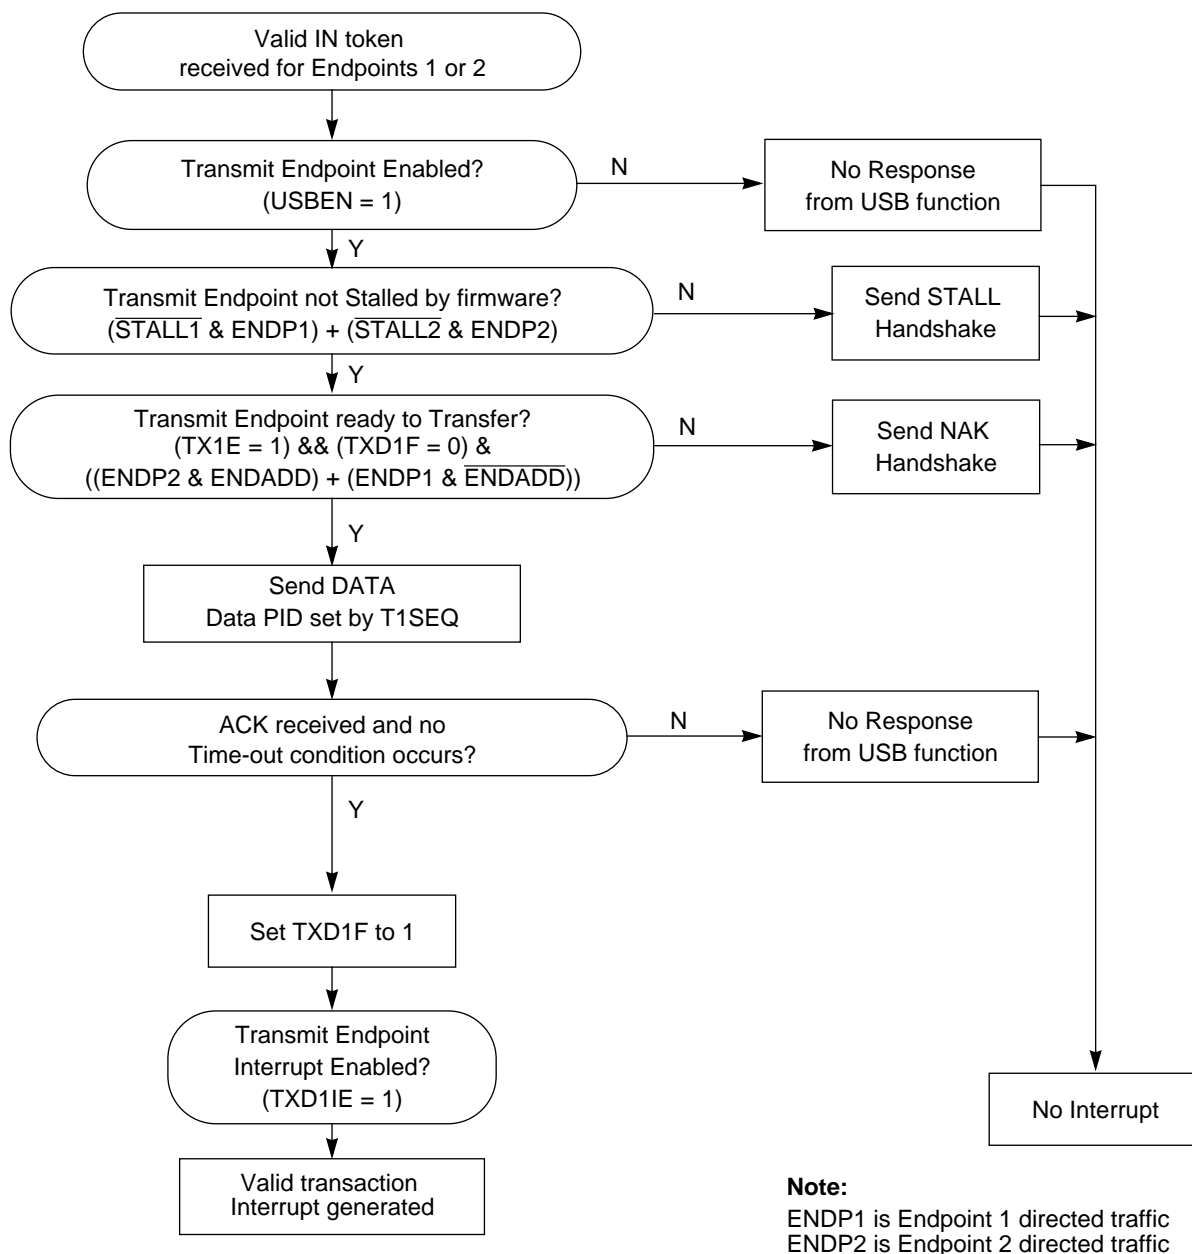 Valid IN token
received for Endpoints 1 or 2
Transmit Endpoint Enabled?
(USBEN = 1)
N
No Response
from USB function
Y
Transmit Endpoint not Stalled by firmware?
(S̅T̅A̅L̅L̅1̅ & ENDP1) + (S̅T̅A̅L̅L̅2̅ & ENDP2)
N
Send STALL
Handshake
Y
Transmit Endpoint ready to Transfer?
(TX1E = 1) && (TXD1F = 0) &
((ENDP2 & ENDADD) + (ENDP1 & E̅N̅D̅A̅D̅D̅))
N
Send NAK
Handshake
Y
Send DATA
Data PID set by T1SEQ
ACK received and no
Time-out condition occurs?
N
No Response
from USB function
Y
Set TXD1F to 1
Transmit Endpoint
Interrupt Enabled?
(TXD1IE = 1)
No Interrupt
Valid transaction
Interrupt generated
Note:
ENDP1 is Endpoint 1 directed traffic
ENDP2 is Endpoint 2 directed traffic